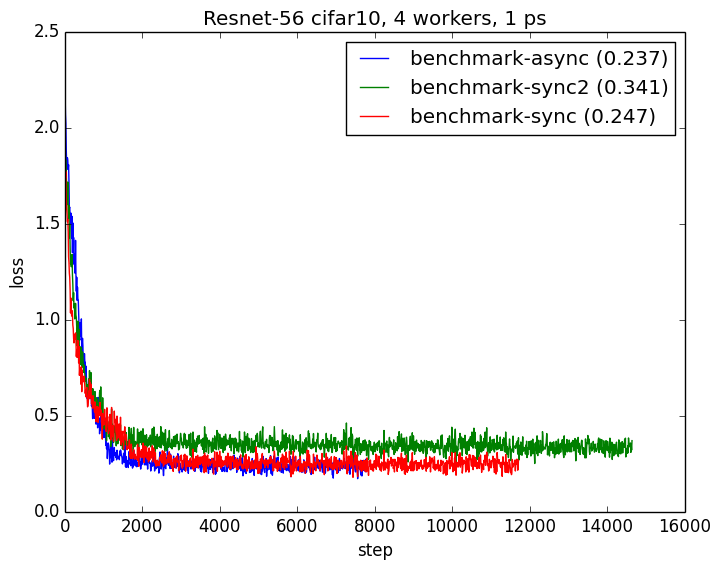 Resnet-56 cifar10, 4 workers, 1 ps
2.5
benchmark-async (0.237)
benchmark-sync2 (0.341)
benchmark-sync (0.247)
2.0
1.5
1.0
0.5
0.0
loss
0 2000 4000 6000 8000 10000 12000 14000 16000
step